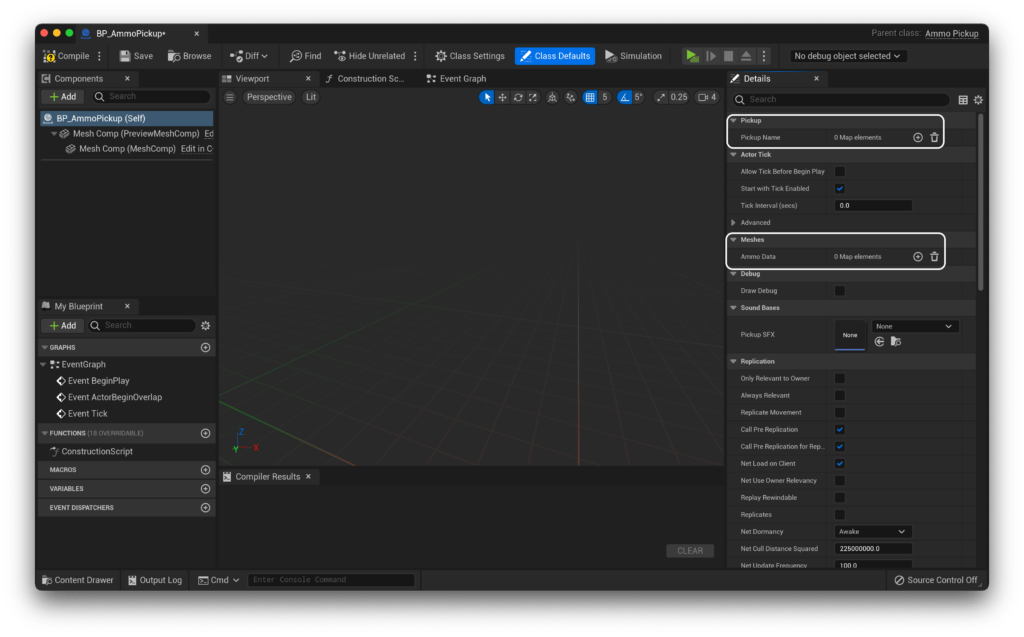 BP_AmmoPickup*
Parent class: Ammo Pickup
Compile Save Browse Diff Find Hide Unrelated Class Settings Class Defaults Simulation No debug object selected
Components
Add Search
BP_AmmoPickup (Self)
Mesh Comp (PreviewMeshComp) Ed
Mesh Comp (MeshComp) Edit in C
My Blueprint
Add Search
GRAPHS
EventGraph
Event BeginPlay
Event ActorBeginOverlap
Event Tick
FUNCTIONS (18 OVERRIDABLE)
ConstructionScript
MACROS
VARIABLES
EVENT DISPATCHERS
Viewport Construction Sc... Event Graph
Perspective Lit 5 5° 0.25 4
Z
Y X
Compiler Results
CLEAR
Details
Search
Pickup
Pickup Name 0 Map elements
Actor Tick
Allow Tick Before Begin Play
Start with Tick Enabled
Tick Interval (secs) 0.0
Advanced
Meshes
Ammo Data 0 Map elements
Debug
Draw Debug
Sound Bases
Pickup SFX None None
Replication
Only Relevant to Owner
Always Relevant
Replicate Movement
Call Pre Replication
Call Pre Replication for Rep...
Net Load on Client
Net Use Owner Relevancy
Replay Rewindable
Replicates
Net Dormancy Awake
Net Cull Distance Squared 225000000.0
Net Update Frequency 100.0
Content Drawer Output Log Cmd Enter Console Command Source Control Off